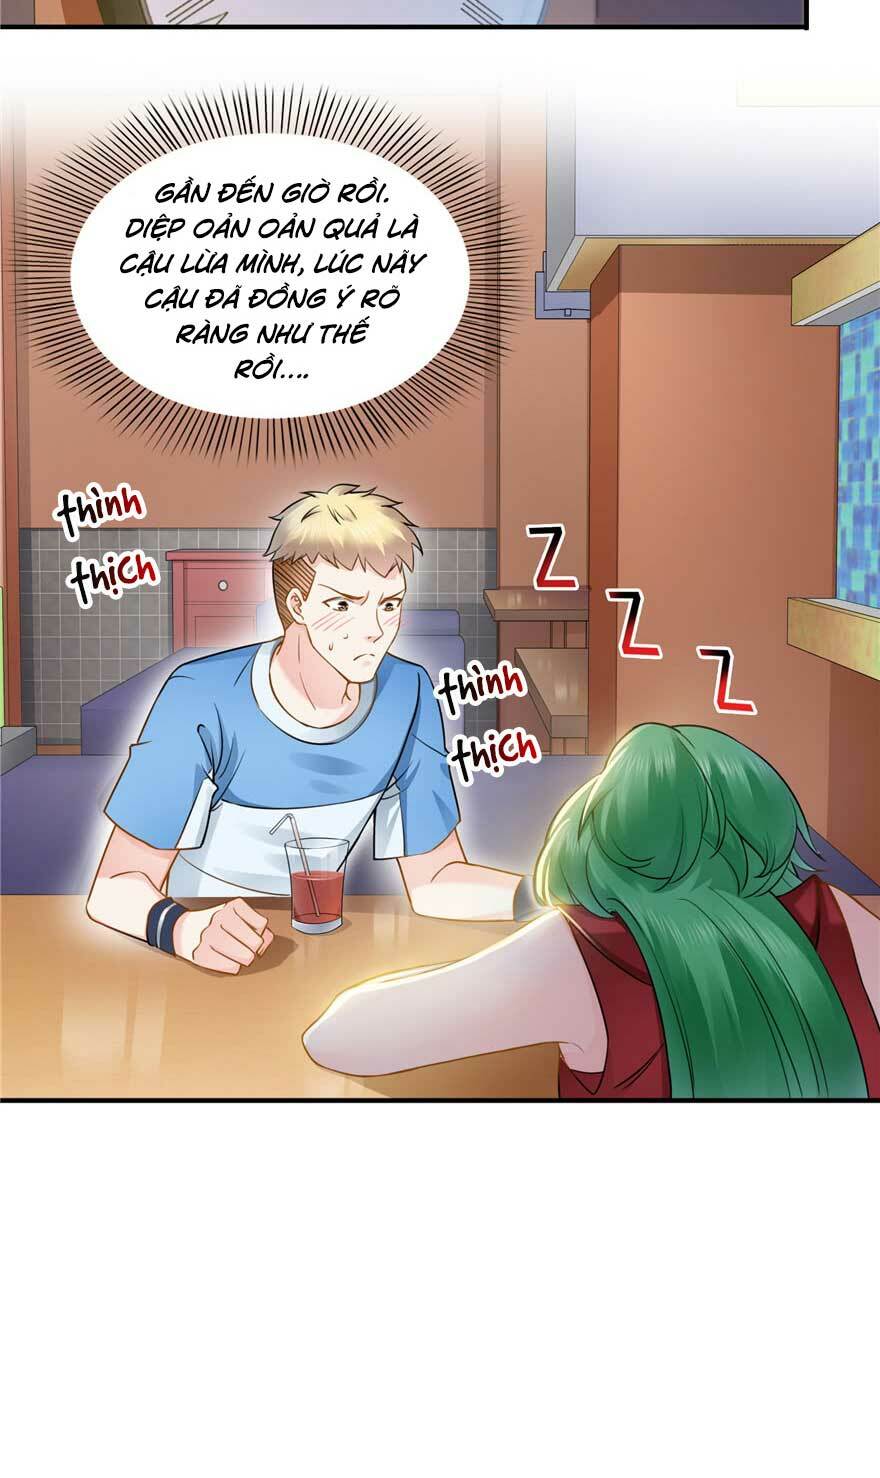 GẦN ĐẾN GIỜ RỒI.
DIỆP OẢN OẢN QUẢ LÀ
CẬU LỪA MÌNH, LÚC NÃY
CẬU ĐÃ ĐỒNG Ý RÕ
RÀNG NHƯ THẾ
RỒI....
thình
thịch
Z
Z
Z
thình
thịch